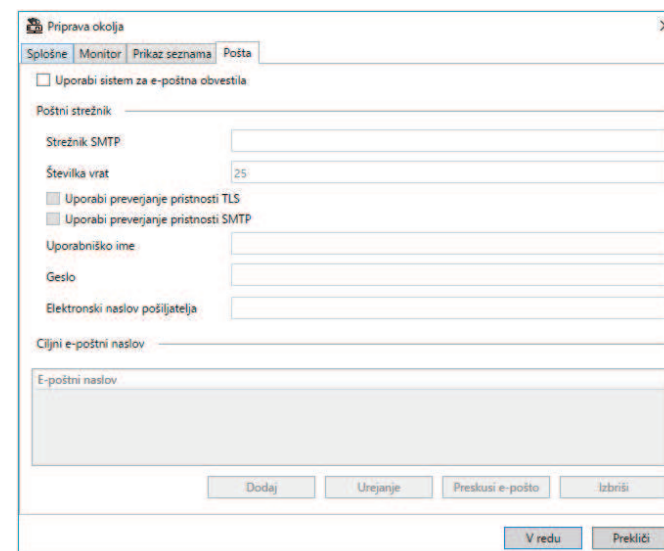 Priprava okolja
Splošne Monitor Prikaz seznama Pošta
Uporabi sistem za e-poštna obvestila
Poštni strežnik
Strežnik SMTP
Številka vrat 25
Uporabi preverjanje pristnosti TLS
Uporabi preverjanje pristnosti SMTP
Uporabniško ime
Geslo
Elektronski naslov pošiljatelja
Ciljni e-poštni naslov
E-poštni naslov
Dodaj Urejanje Preskusi e-pošto Izbriši
V redu Prekliči